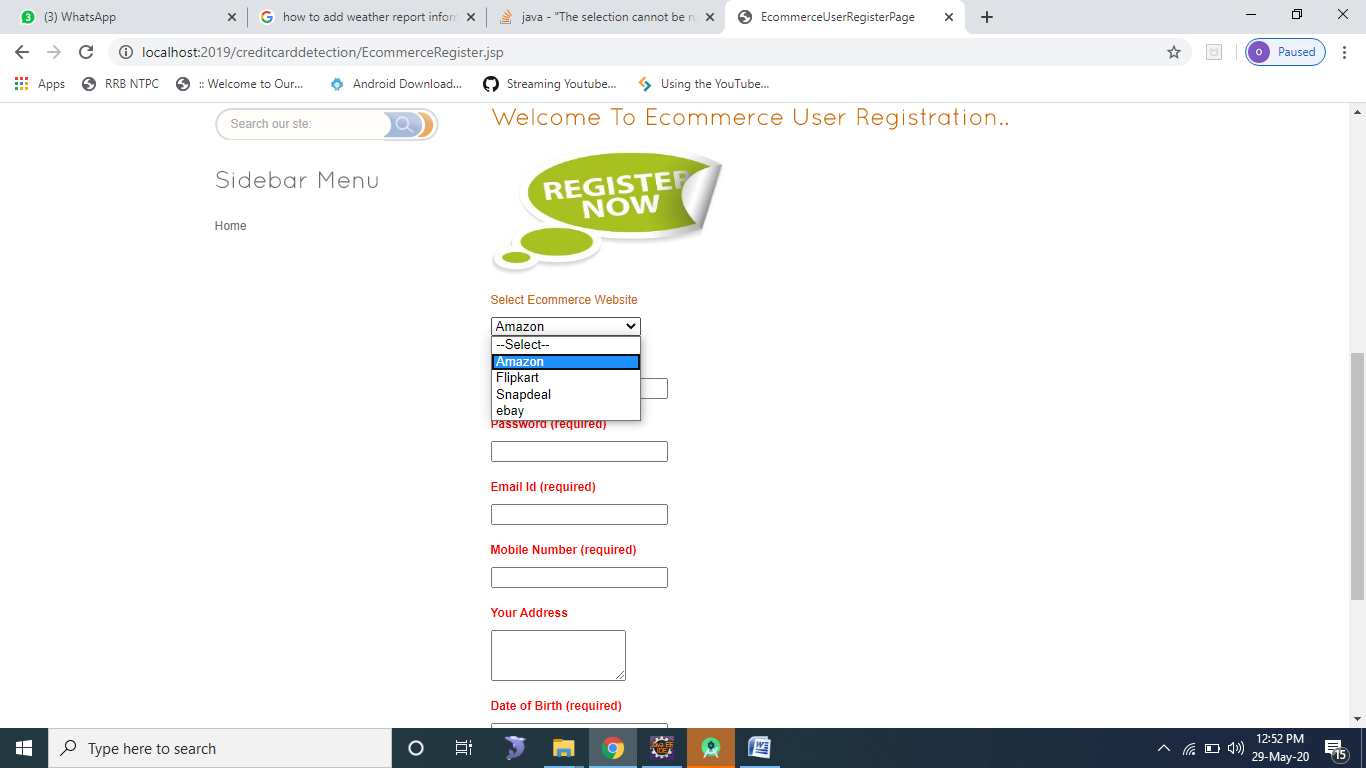 (3) WhatsApp
how to add weather report inforn
java - "The selection cannot be ru
EcommerceUserRegisterPage
localhost:2019/creditcarddetection/EcommerceRegister.jsp
o
Paused
Apps
RRB NTPC
:: Welcome to Our...
Android Download...
Streaming Youtube...
Using the YouTube...
Search our ste:
Welcome To Ecommerce User Registration..
REGISTER
NOW
Sidebar Menu
Home
Select Ecommerce Website
Amazon
--Select--
Amazon
Flipkart
Snapdeal
ebay
Password (required)
Email Id (required)
Mobile Number (required)
Your Address
Date of Birth (required)
Type here to search
12:52 PM
29-May-20
15